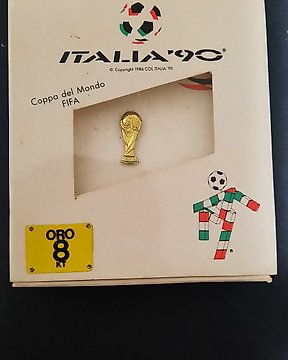 ITALIA'90
© Copyright 1986 COL ITALIA '90
Coppa del Mondo
FIFA
ORO
8
KT